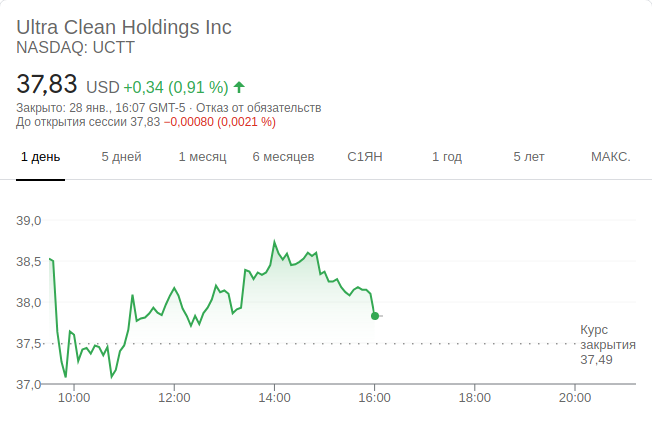 Ultra Clean Holdings Inc
NASDAQ: UCTT
37,83 USD +0,34 (0,91 %)
Закрыто: 28 янв., 16:07 GMT-5 · Отказ от обязательств
До открытия сессии 37,83 −0,00080 (0,0021 %)
1 день 5 дней 1 месяц 6 месяцев С1ЯН 1 год 5 лет МАКС.
39,0
38,5
38,0
37,5
37,0
Курс
закрытия
37,49
10:00 12:00 14:00 16:00 18:00 20:00